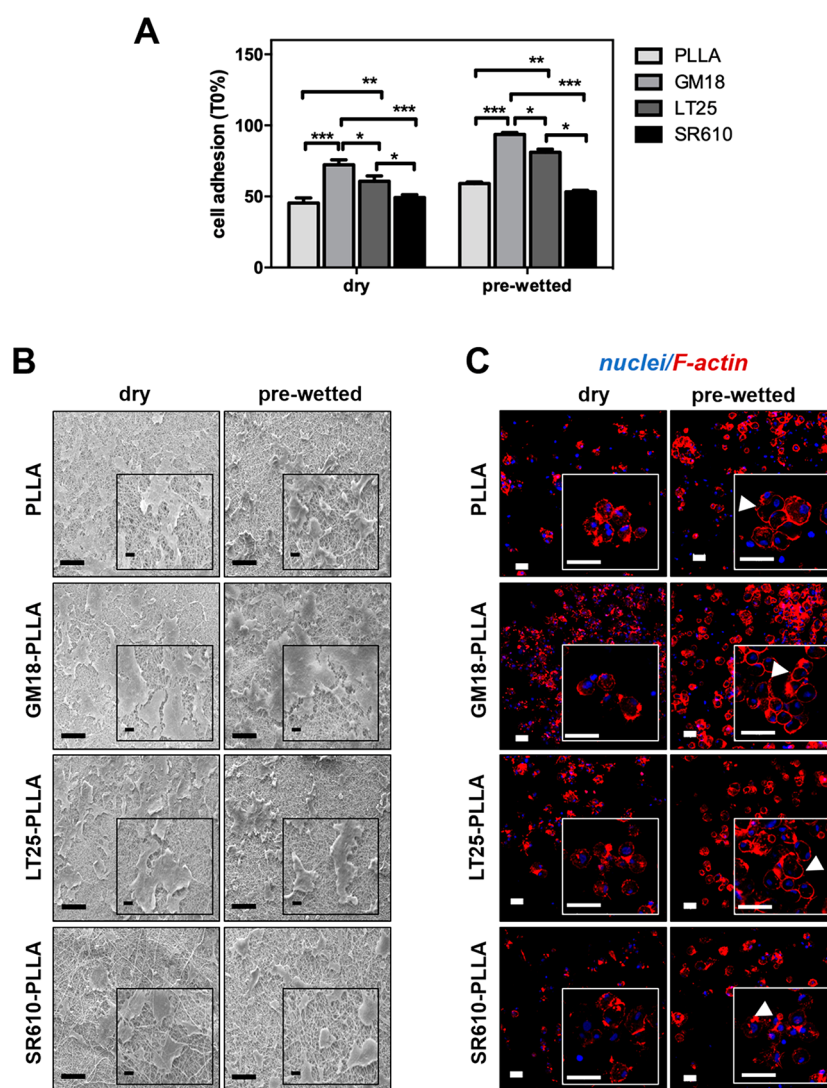 A
150
100
50
0
cell adhesion (T0%)
** ** *** *** *** * * *** * *
dry pre-wetted
PLLA
GM18
LT25
SR610
B
dry pre-wetted
PLLA
GM18-PLLA
LT25-PLLA
SR610-PLLA
C
nuclei/F-actin
dry pre-wetted
PLLA
GM18-PLLA
LT25-PLLA
SR610-PLLA